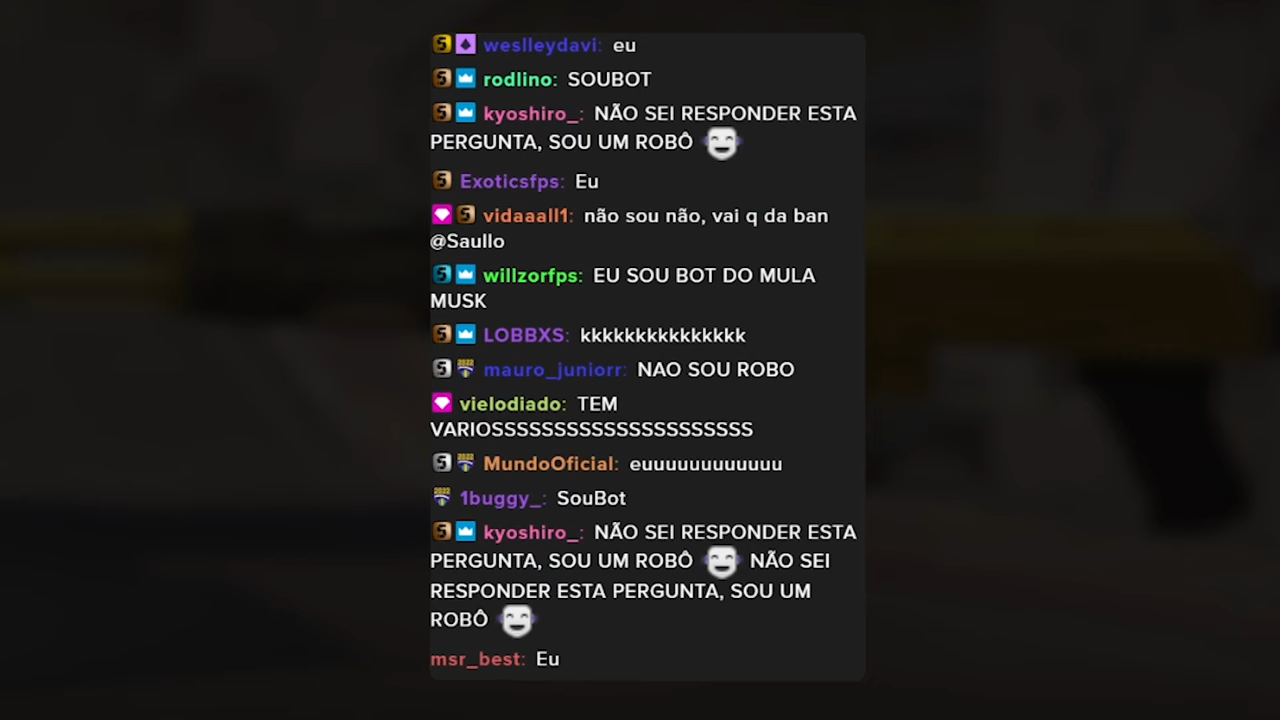 weslleydavi: eu
rodlino: SOUBOT
kyoshiro_: NÃO SEI RESPONDER ESTA
PERGUNTA, SOU UM ROBÔ
Exoticsfps: Eu
vidaaall1: não sou não, vai q da ban
@Saullo
willzorfps: EU SOU BOT DO MULA
MUSK
LOBBXS: kkkkkkkkkkkkkkk
mauro_juniorr: NAO SOU ROBO
vielodiado: TEM
VARIOSSSSSSSSSSSSSSSSSSSSS
MundoOficial: euuuuuuuuuuuu
1buggy_: SouBot
kyoshiro_: NÃO SEI RESPONDER ESTA
PERGUNTA, SOU UM ROBÔ NÃO SEI
RESPONDER ESTA PERGUNTA, SOU UM
ROBÔ
msr_best: Eu